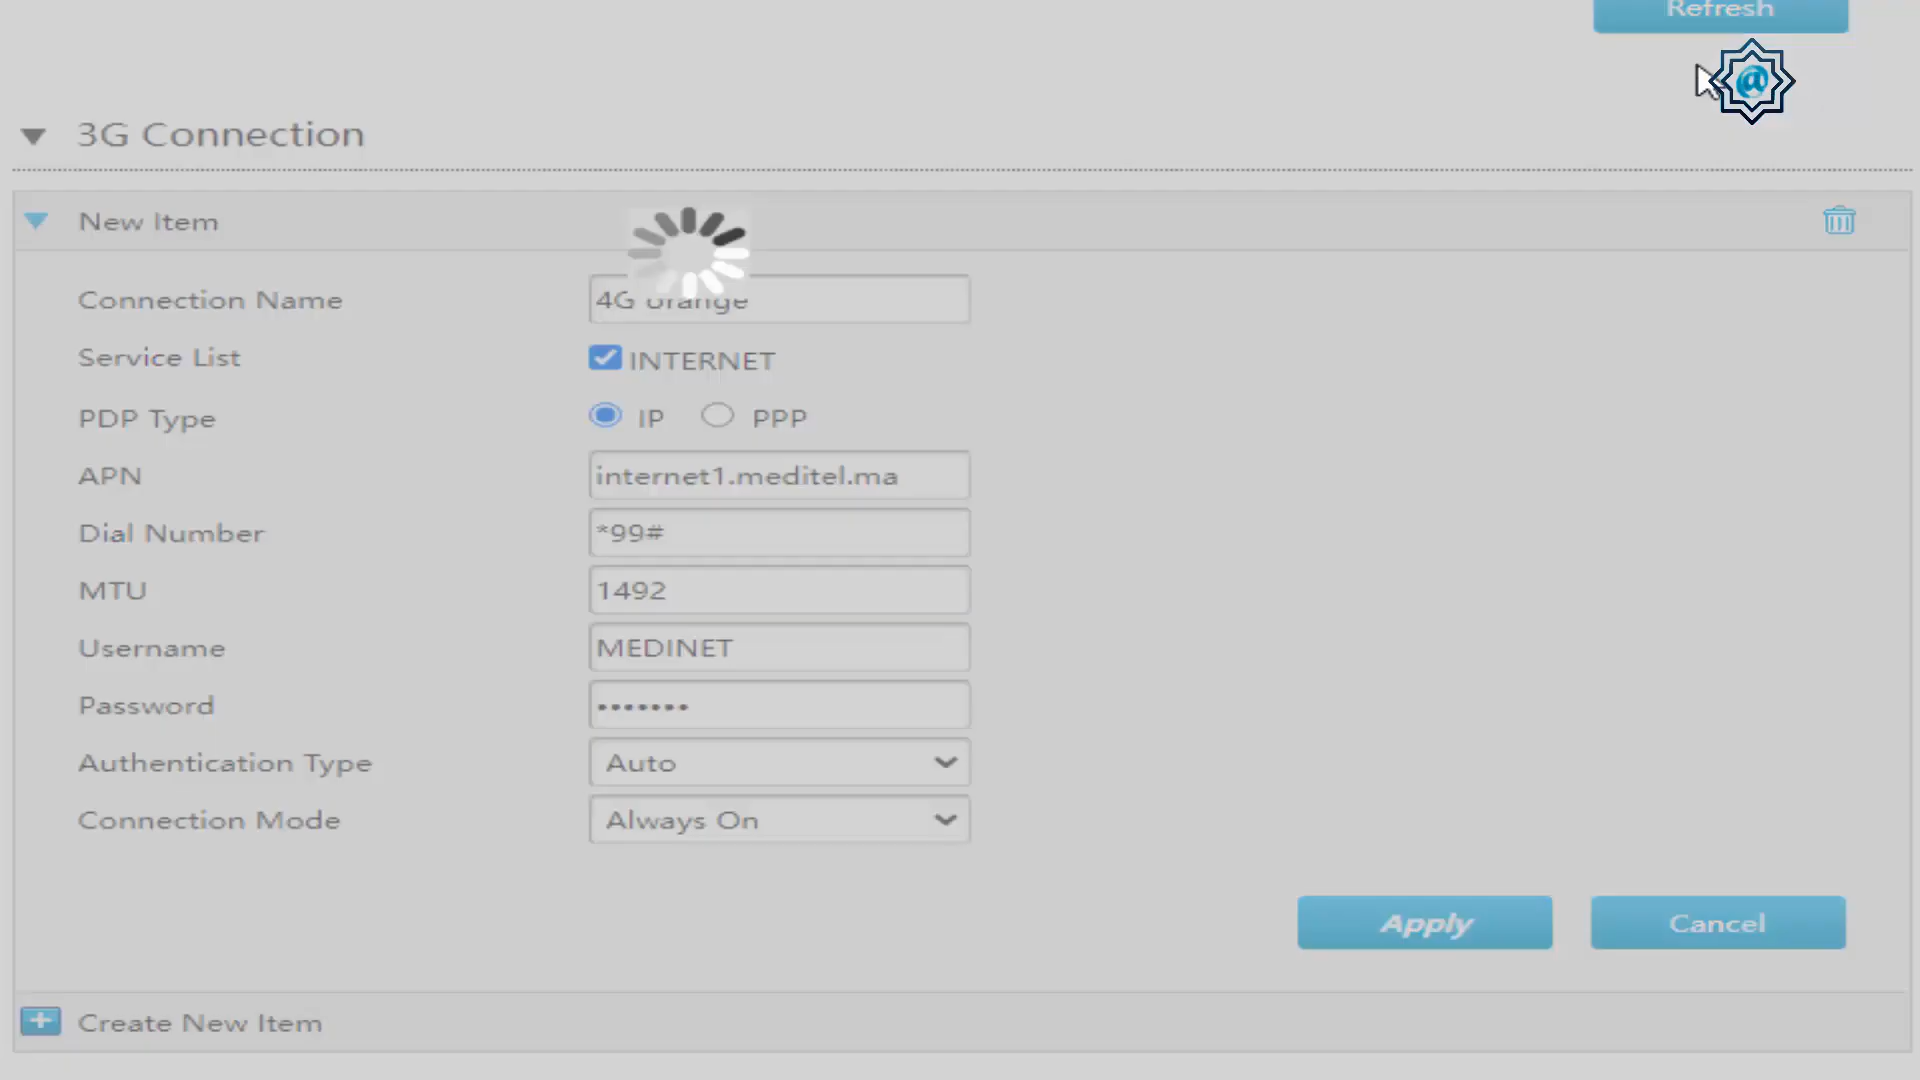 Refresh
3G Connection
New Item
Connection Name 4G orange
Service List INTERNET
PDP Type IP PPP
APN internet1.meditel.ma
Dial Number *99#
MTU 1492
Username MEDINET
Password •••••••
Authentication Type Auto
Connection Mode Always On
Apply Cancel
Create New Item